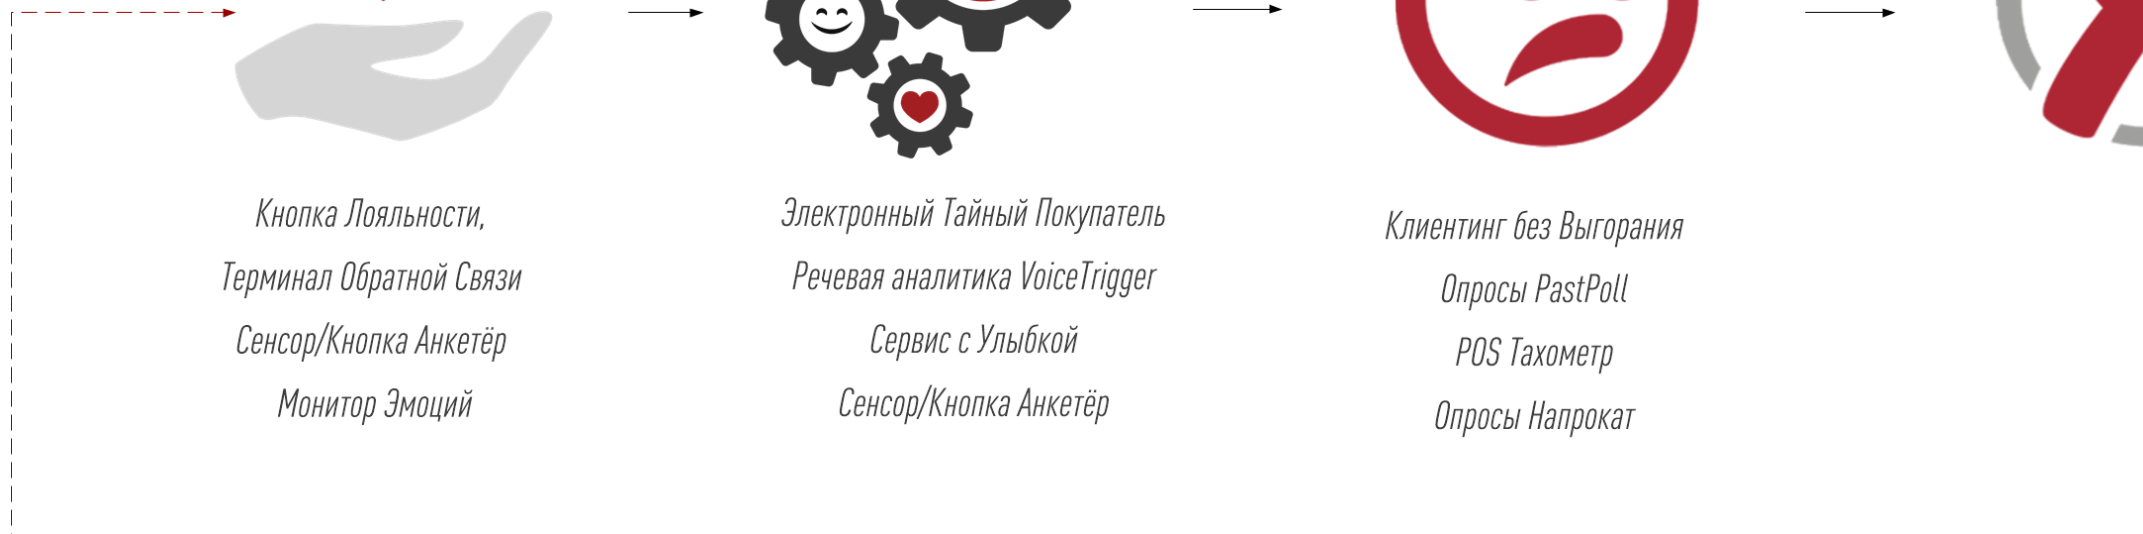 Кнопка Лояльности,
Терминал Обратной Связи
Сенсор/Кнопка Анкетёр
Монитор Эмоций
Электронный Тайный Покупатель
Речевая аналитика VoiceTrigger
Сервис с Улыбкой
Сенсор/Кнопка Анкетёр
Клиентинг без Выгорания
Опросы PastPoll
POS Тахометр
Опросы Напрокат